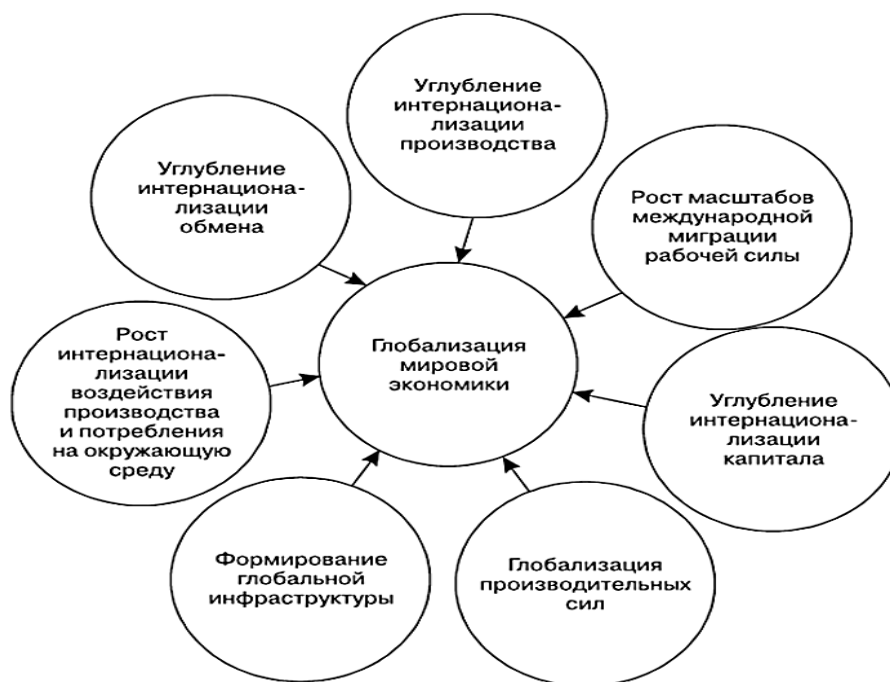 Углубление
интернациона-
лизации
производства
Углубление
интернациона-
лизации
обмена
Рост масштабов
международной
миграции
рабочей силы
Рост
интернациона-
лизации
воздействия
производства
и потребления
на окружающую
среду
Глобализация
мировой
экономики
Углубление
интернациона-
лизации
капитала
Формирование
глобальной
инфраструктуры
Глобализация
производительных
сил